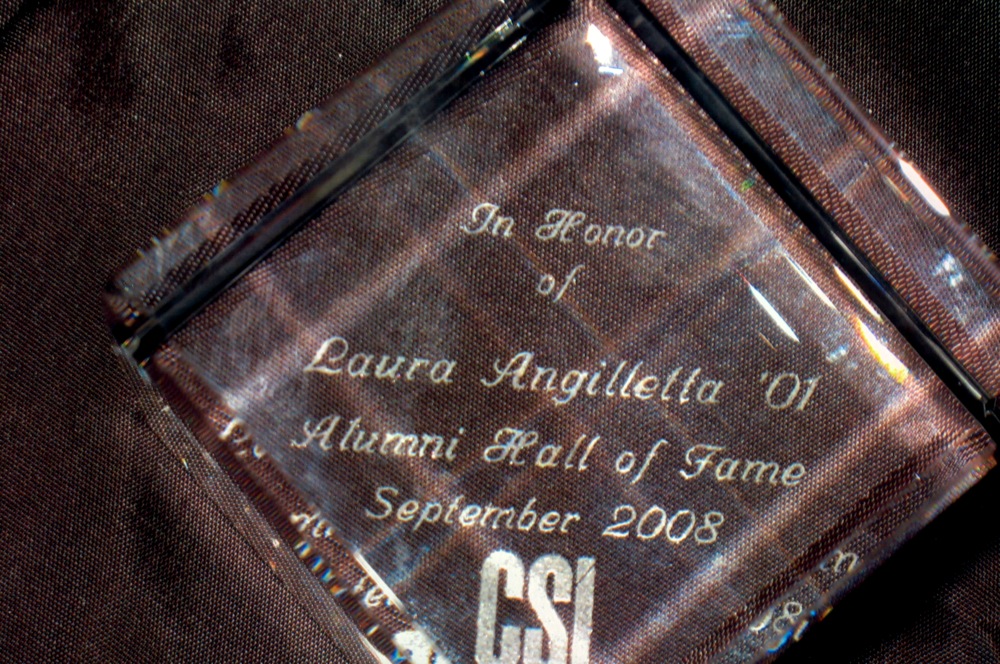 In Honor
of
Laura Angilletta '01
Alumni Hall of Fame
September 2008
CSI